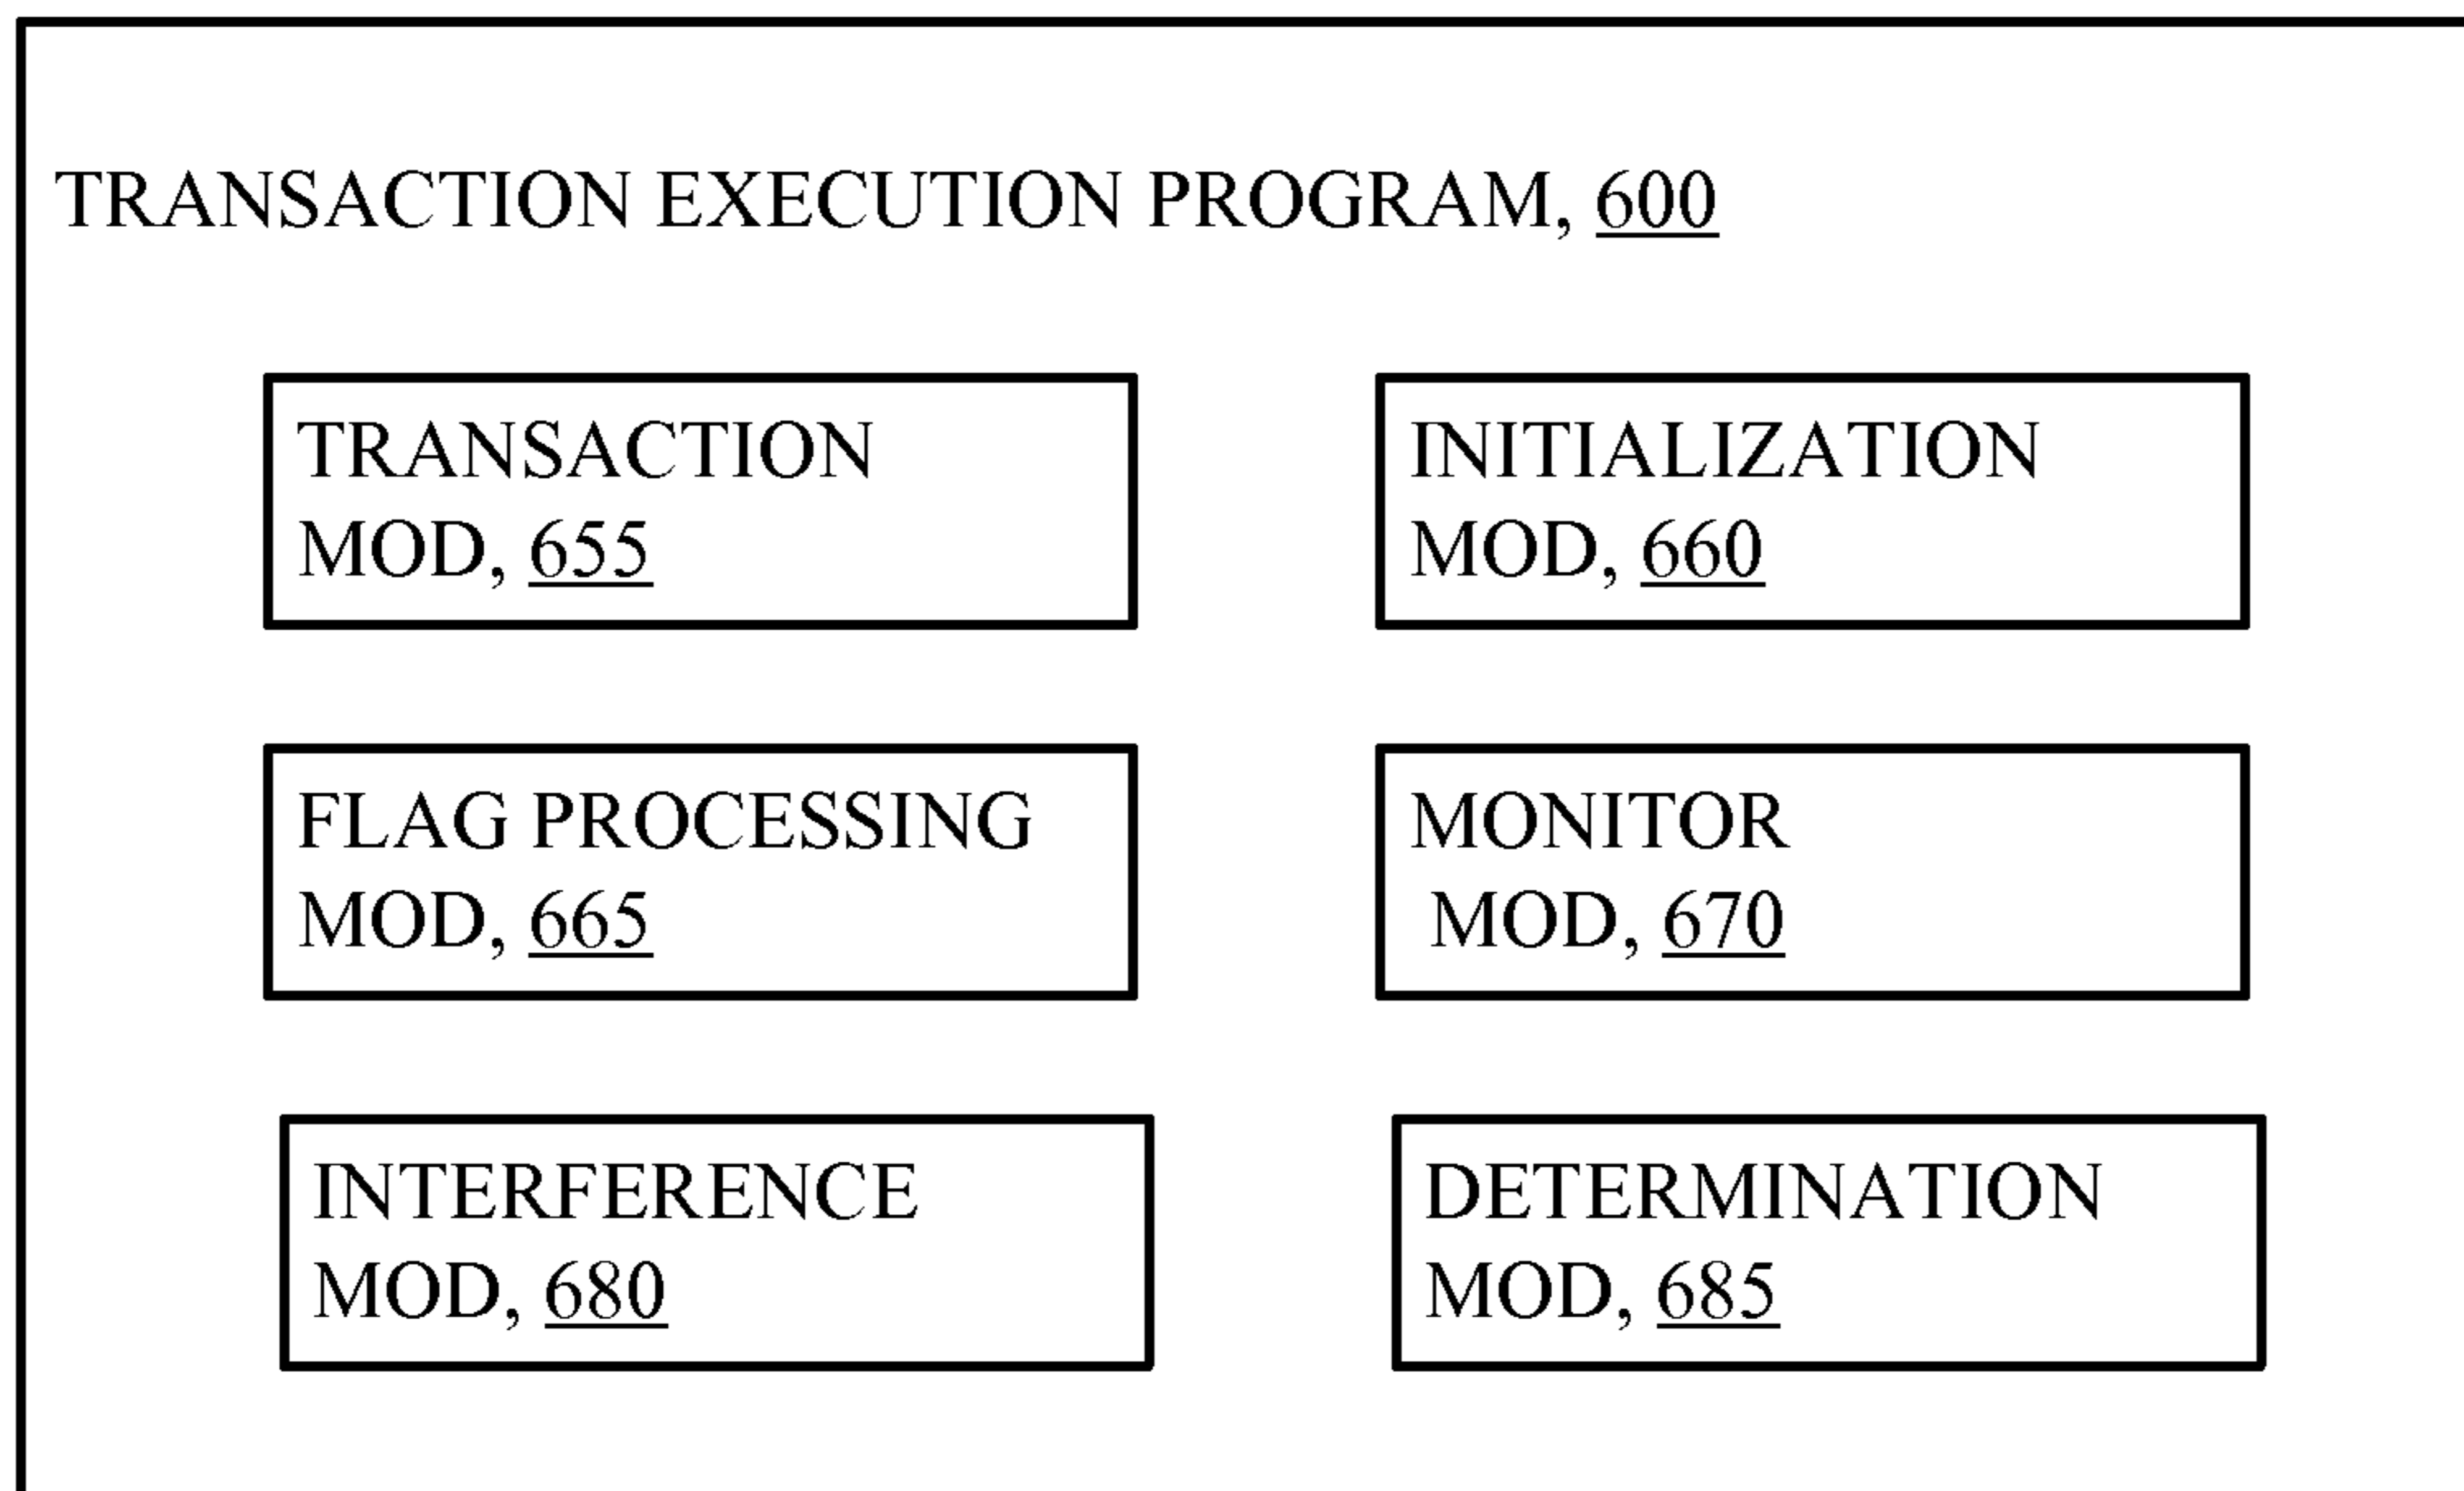 TRANSACTION EXECUTION PROGRAM, 600
TRANSACTION
MOD, 655
INITIALIZATION
MOD, 660
FLAG PROCESSING
MOD, 665
MONITOR
MOD, 670
INTERFERENCE
MOD, 680
DETERMINATION
MOD, 685